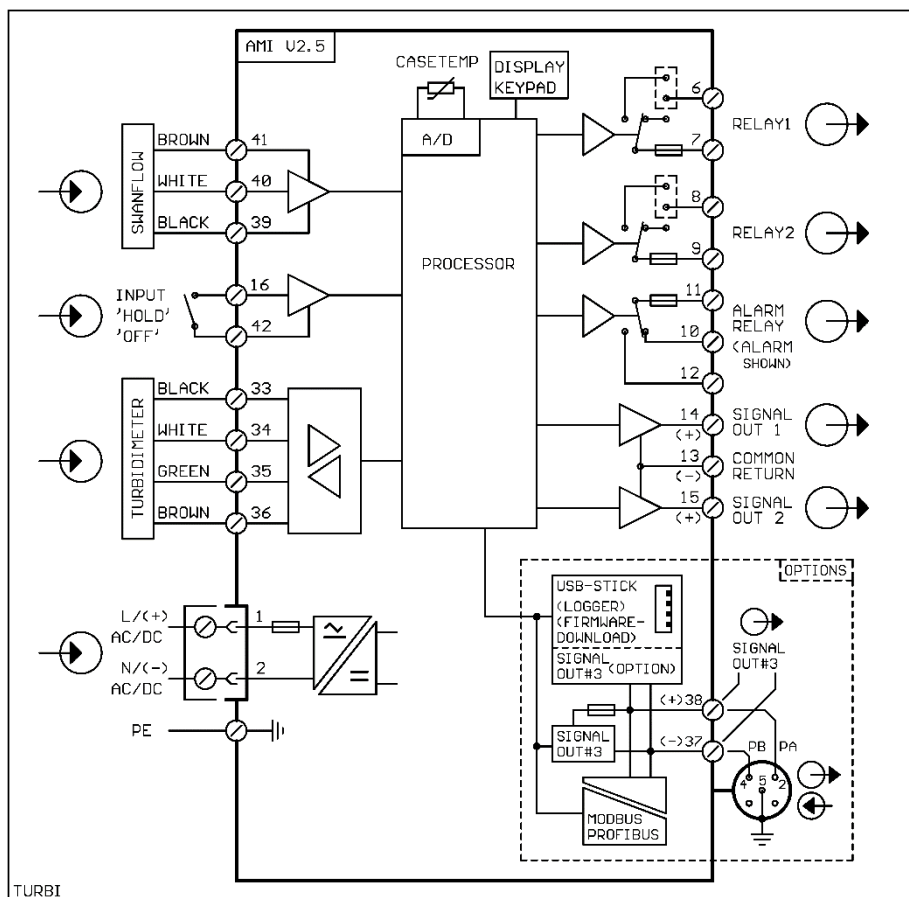 AMI V2.5
CASETEMP
DISPLAY
KEYPAD
A/D
PROCESSOR
SWANFLOW
BROWN
41
WHITE
40
BLACK
39
INPUT
'HOLD'
'OFF'
16
42
TURBIDIMETER
BLACK
33
WHITE
34
GREEN
35
BROWN
36
L/(+)
AC/DC
1
N/(-)
AC/DC
2
PE
6
RELAY1
7
8
RELAY2
9
11
ALARM
RELAY
10
(ALARM
SHOWN)
12
14
(+)
SIGNAL
OUT 1
13
(-)
COMMON
RETURN
15
(+)
SIGNAL
OUT 2
OPTIONS
USB-STICK
(LOGGER)
(FIRMWARE-
DOWNLOAD)
SIGNAL
OUT#3 (OPTION)
SIGNAL
OUT#3
(+)38
SIGNAL
OUT#3
(-)37
PB PA
4 5 2
MODBUS
PROFIBUS
TURBI